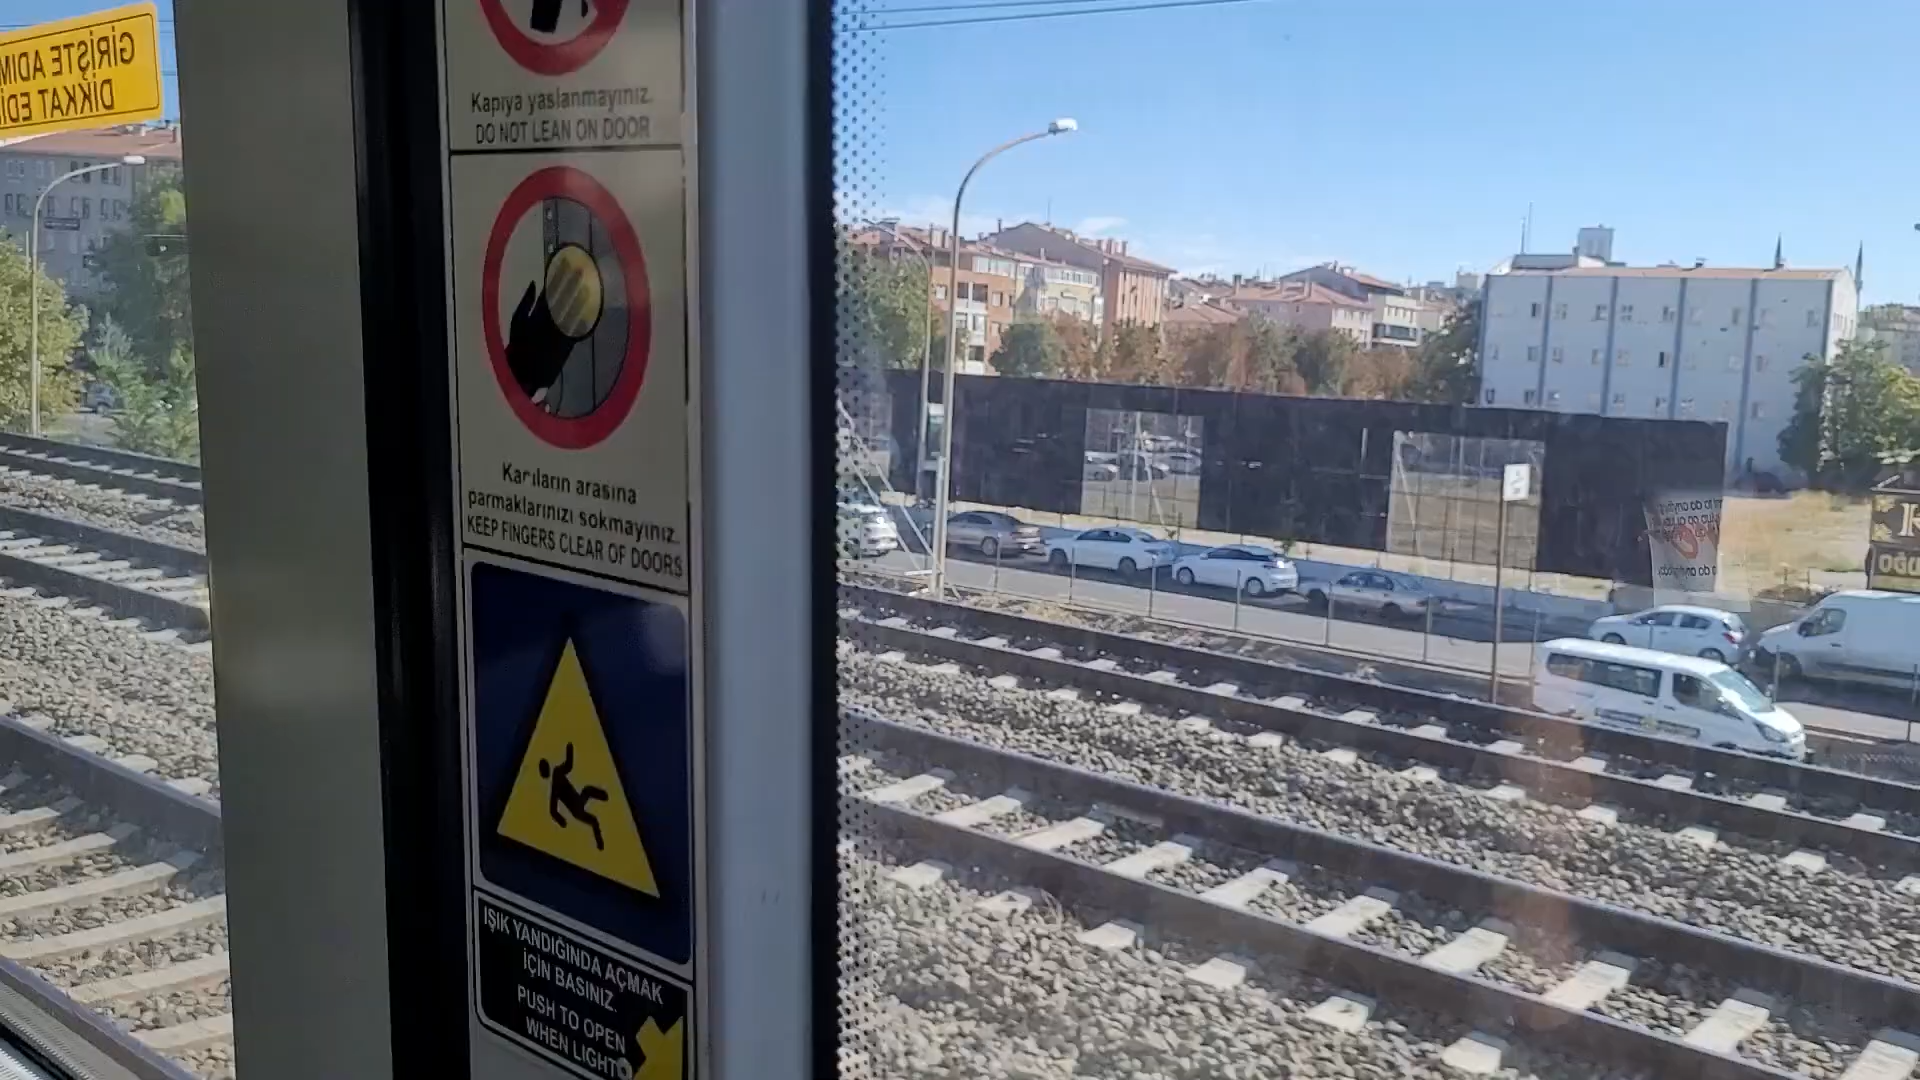 GİRİŞTE ADIM
DİKKAT EDİ
Kapıya yaslanmayınız.
DO NOT LEAN ON DOOR
Kapıların arasına
parmaklarınızı sokmayınız.
KEEP FINGERS CLEAR OF DOORS
IŞIK YANDIĞINDA AÇMAK
İÇİN BASINIZ.
PUSH TO OPEN
WHEN LIGHT